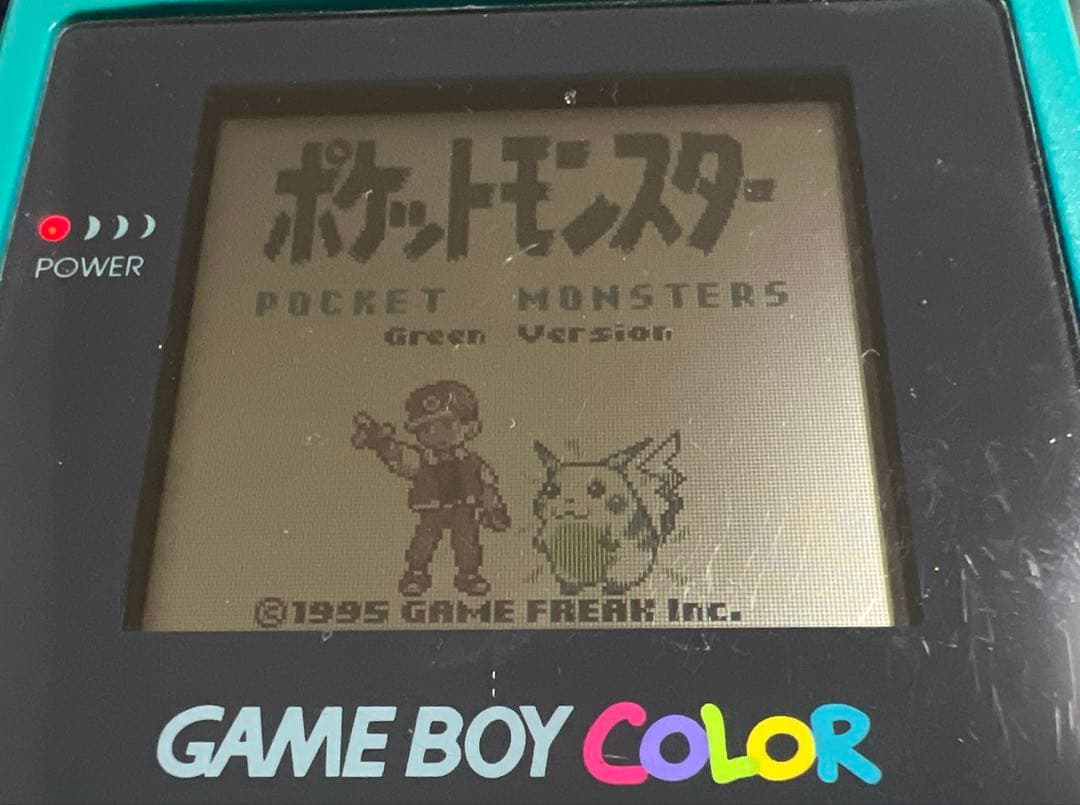 ポケットモンスター
POCKET MONSTERS
Green Version
POWER
©1995 GAME FREAK Inc.
GAME BOY COLOR